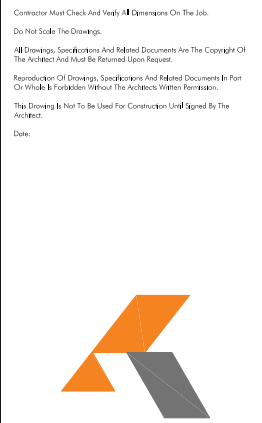 Contractor Must Check And Verify All Dimensions On The Job.
Do Not Scale The Drawings.
All Drawings, Specifications And Related Documents Are The Copyright Of
The Architect And Must Be Returned Upon Request.
Reproduction Of Drawings, Specifications And Related Documents In Part
Or Whole Is Forbidden Without The Architects Written Permission.
This Drawing Is Not To Be Used For Construction Until Signed By The
Architect.
Date: